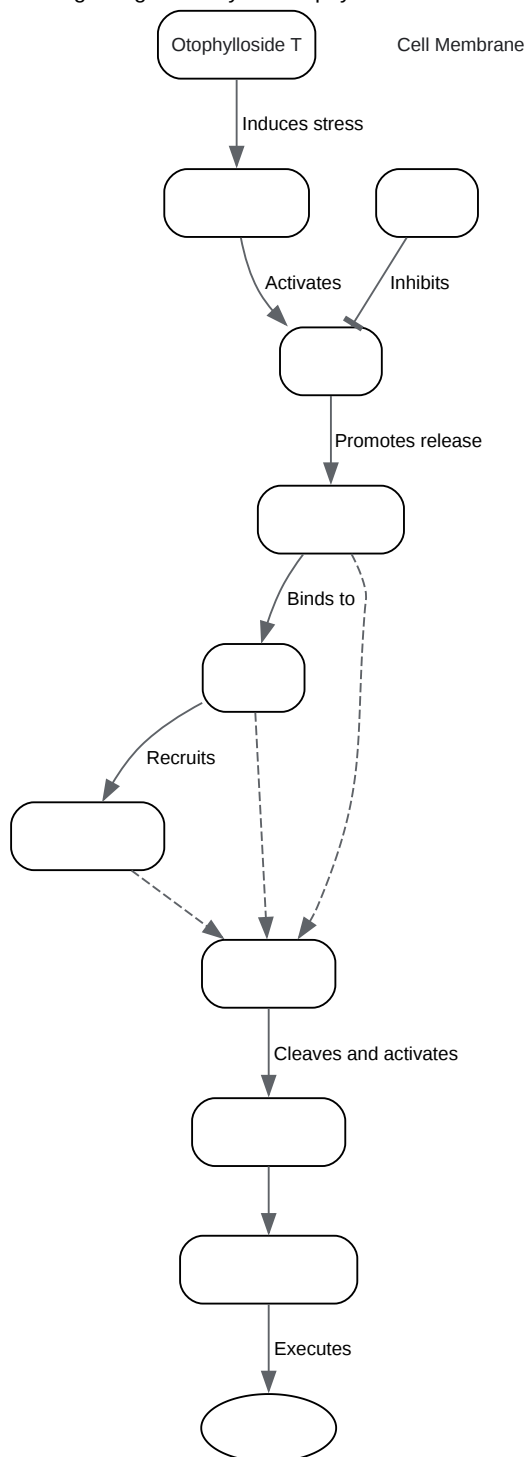 Otophylloside T
Cell Membrane
Induces stress
Activates
Inhibits
Promotes release
Binds to
Recruits
Cleaves and activates
Executes